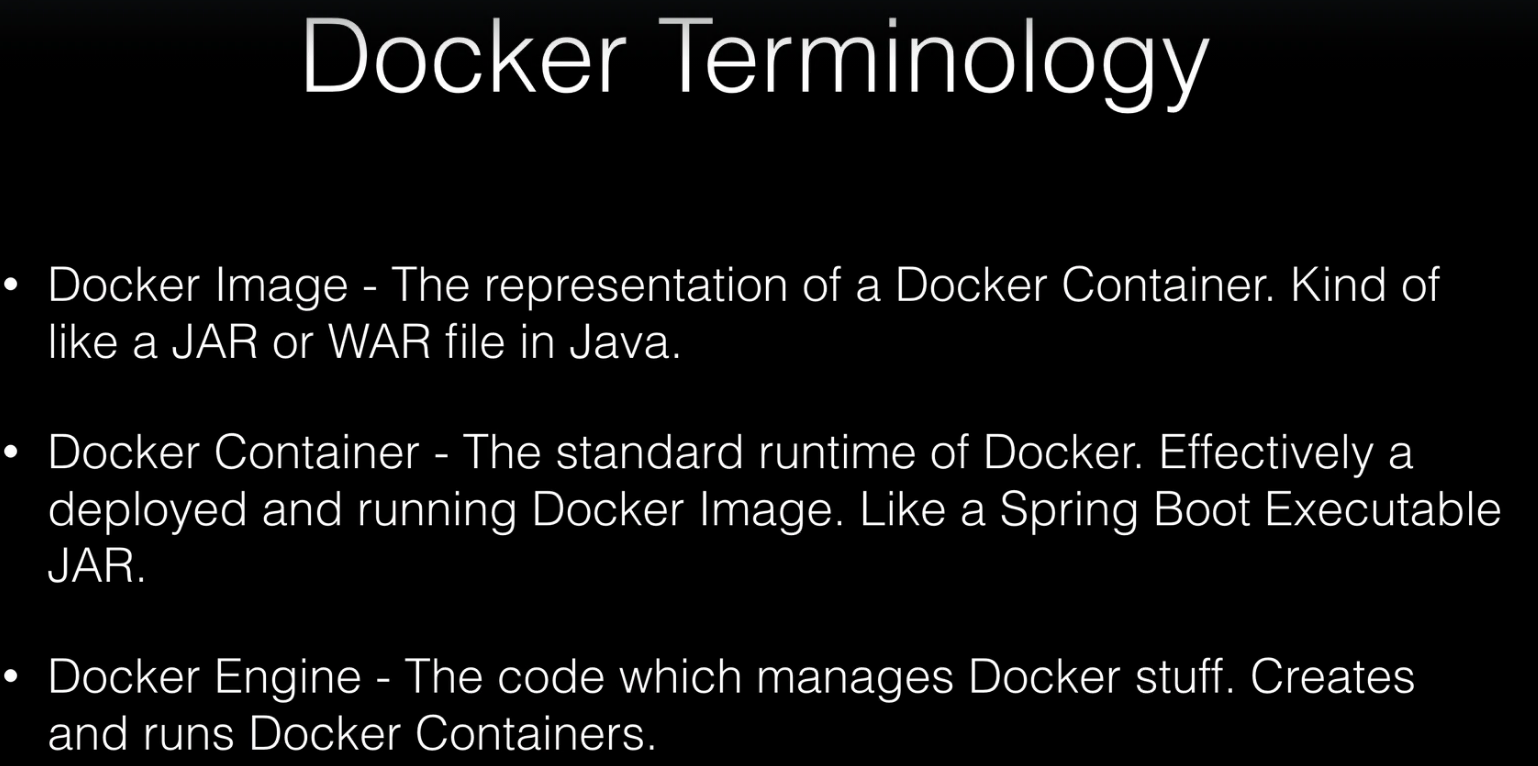 Docker Terminology
• Docker Image - The representation of a Docker Container. Kind of
like a JAR or WAR file in Java.
• Docker Container - The standard runtime of Docker. Effectively a
deployed and running Docker Image. Like a Spring Boot Executable
JAR.
• Docker Engine - The code which manages Docker stuff. Creates
and runs Docker Containers.